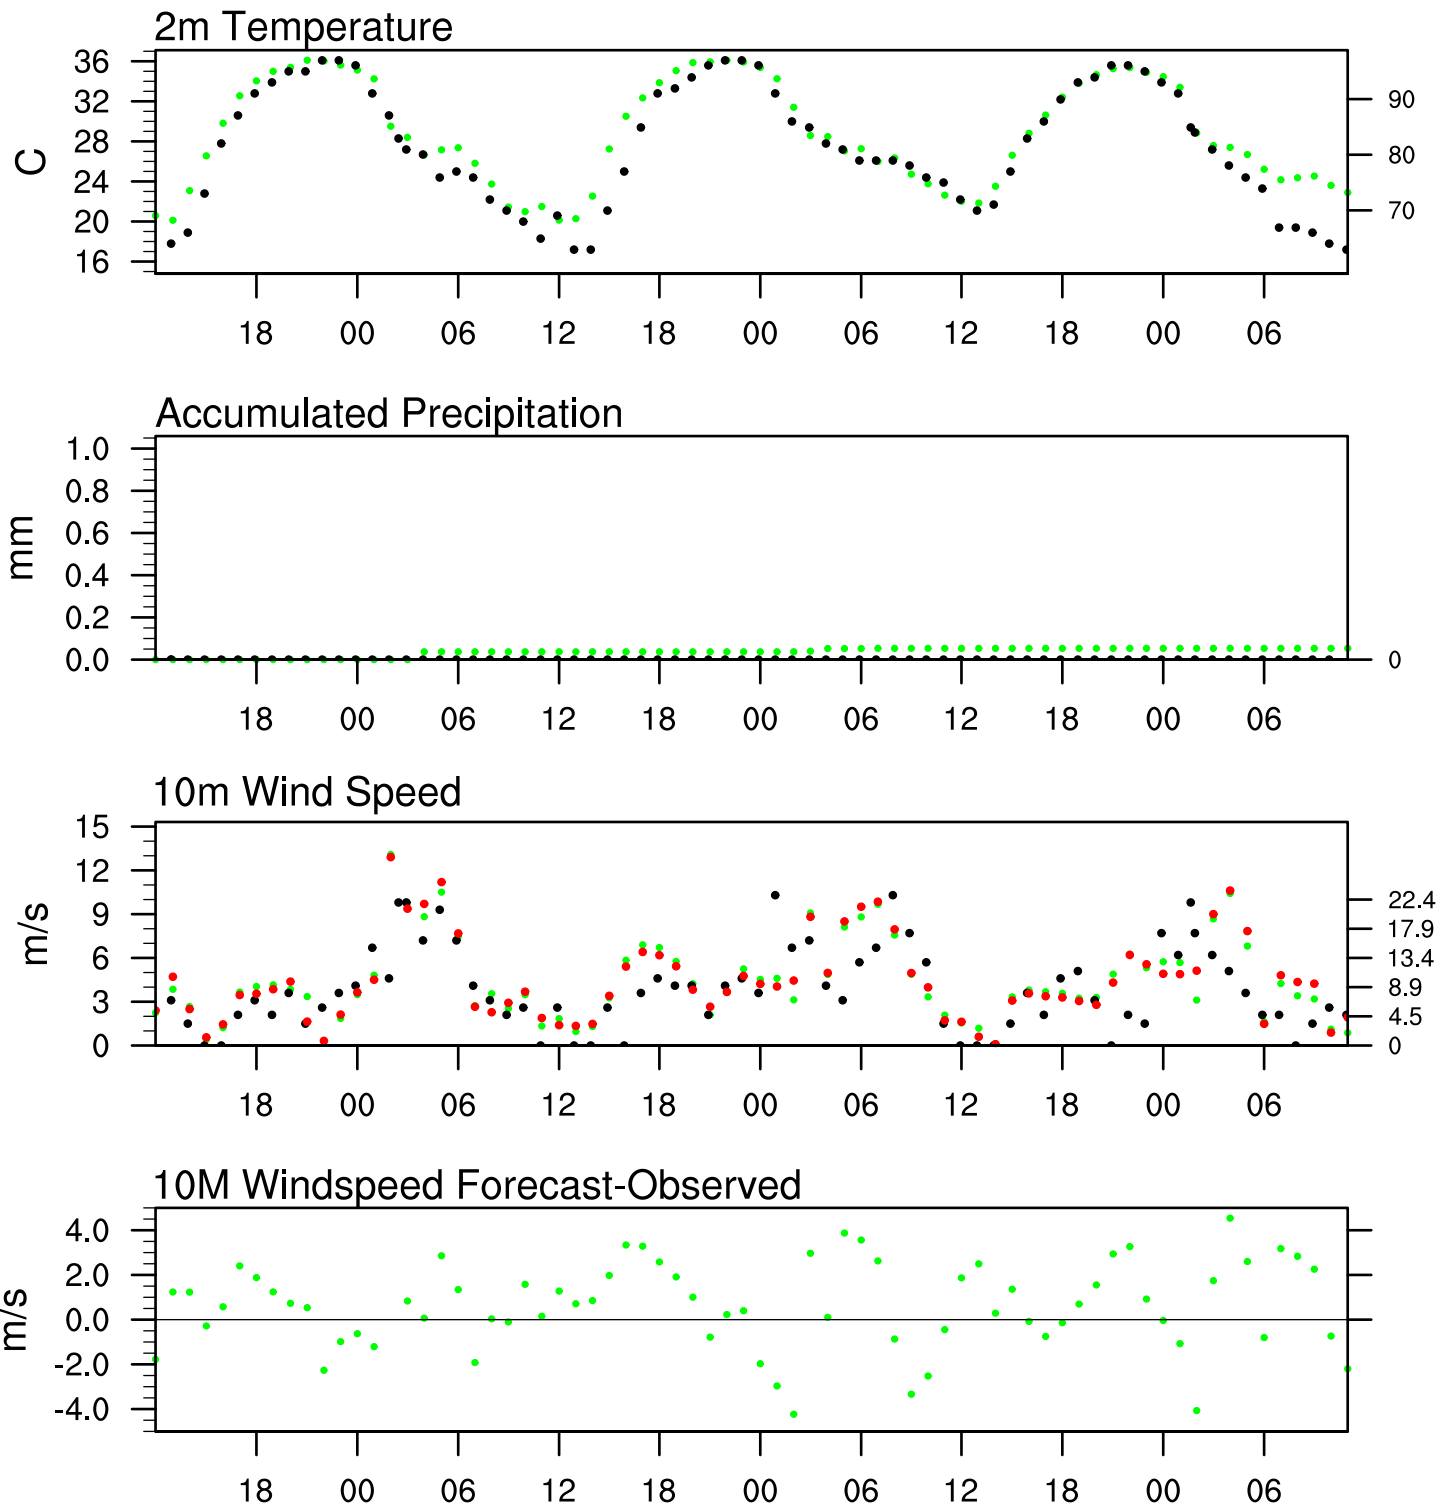 2m Temperature
36
32
28
24
20
16
C
90
80
70
18 00 06 12 18 00 06 12 18 00 06
Accumulated Precipitation
1.0
0.8
0.6
0.4
0.2
0.0
mm
0
18 00 06 12 18 00 06 12 18 00 06
10m Wind Speed
15
12
9
6
3
0
m/s
22.4
17.9
13.4
8.9
4.5
0
18 00 06 12 18 00 06 12 18 00 06
10M Windspeed Forecast-Observed
4.0
2.0
0.0
-2.0
-4.0
m/s
18 00 06 12 18 00 06 12 18 00 06